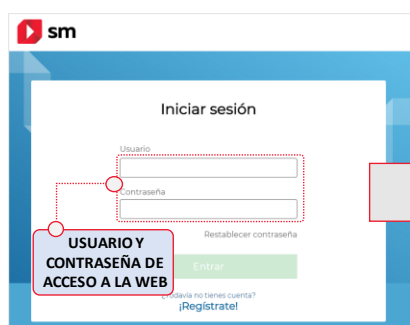 sm
Iniciar sesión
Usuario
Contraseña
Restablecer contraseña
USUARIO Y
CONTRASEÑA DE
ACCESO A LA WEB
Entrar
¿Todavía no tienes cuenta?
¡Regístrate!